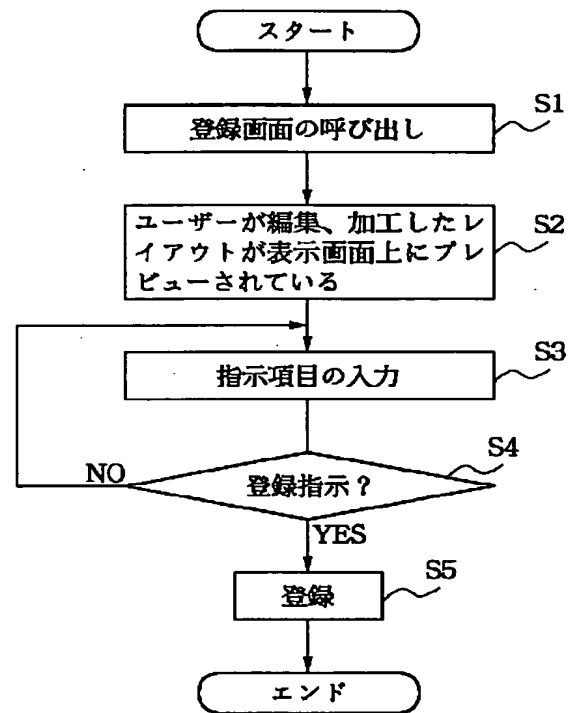 スタート
登録画面の呼び出し
S1
ユーザーが編集、加工したレ
イアウトが表示画面上にプレ
ビューされている
S2
指示項目の入力
S3
登録指示？
S4
NO
YES
登録
S5
エンド